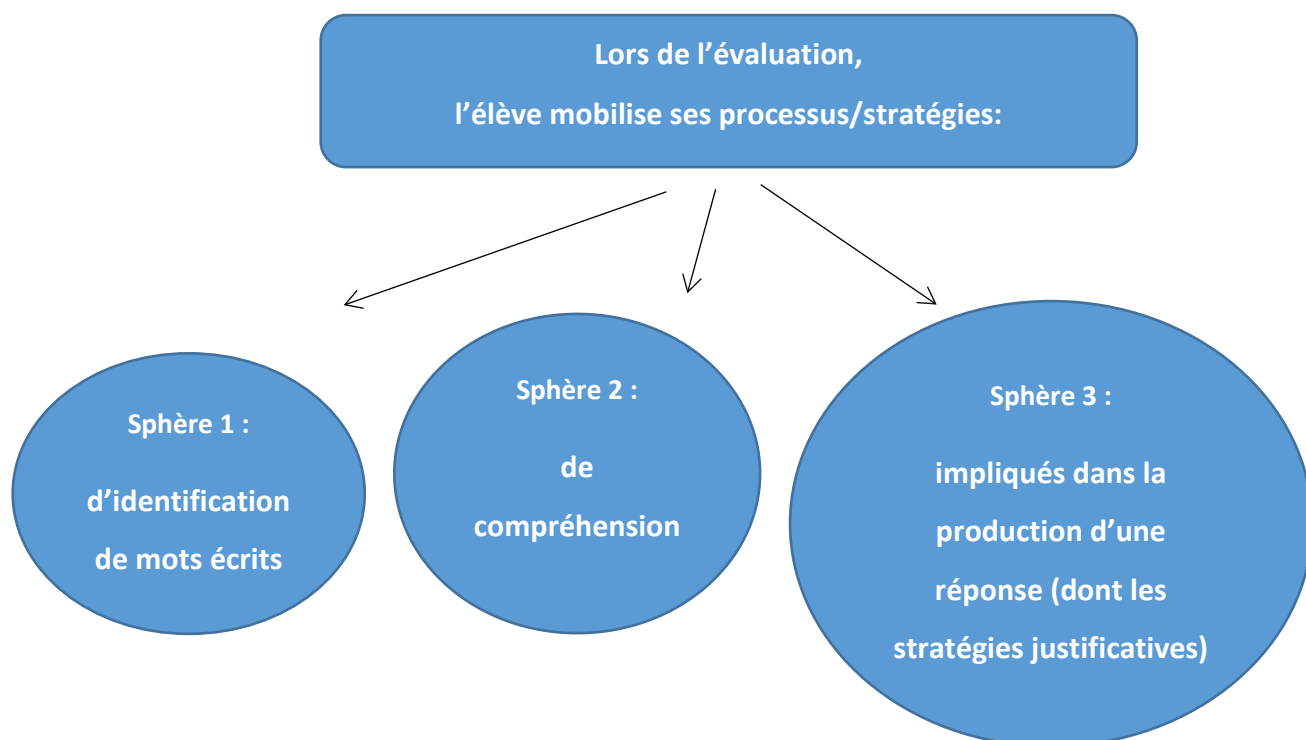 Lors de l’évaluation,
l’élève mobilise ses processus/stratégies:
Sphère 1 :
d’identification
de mots écrits
Sphère 2 :
de
compréhension
Sphère 3 :
impliqués dans la
production d’une
réponse (dont les
stratégies justificatives)